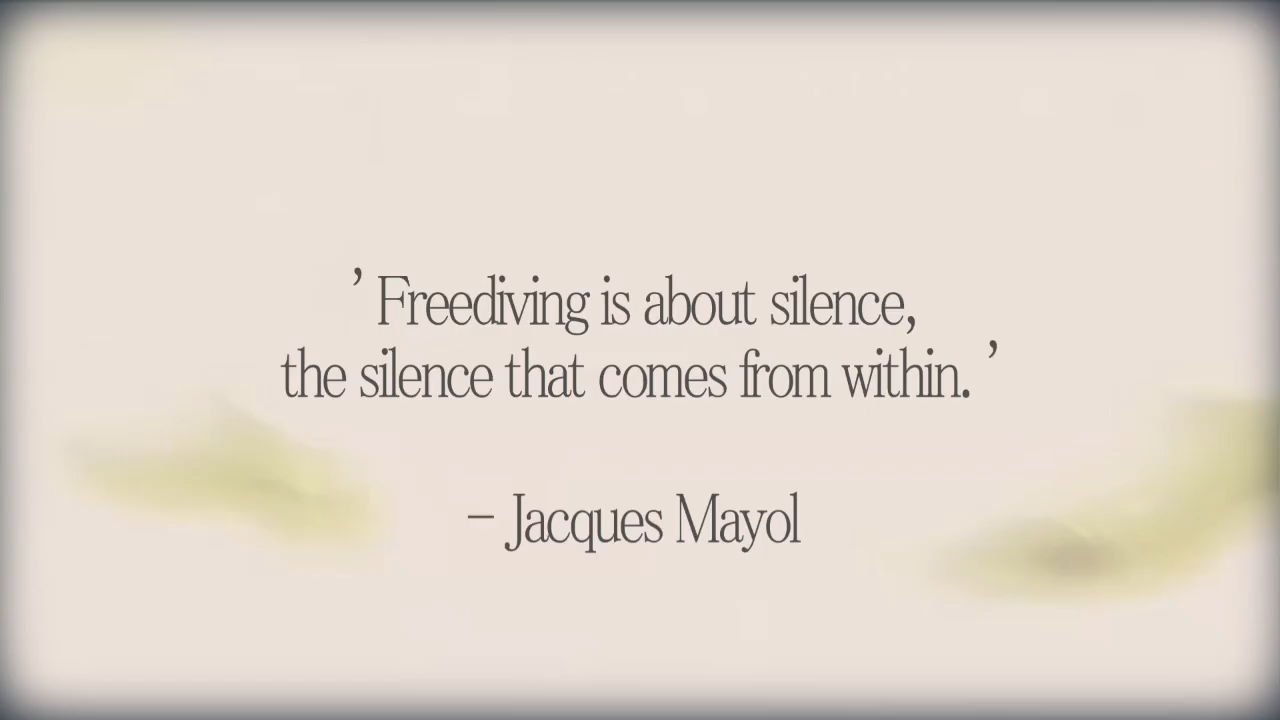 ’ Freediving is about silence,
the silence that comes from within. ’
– Jacques Mayol